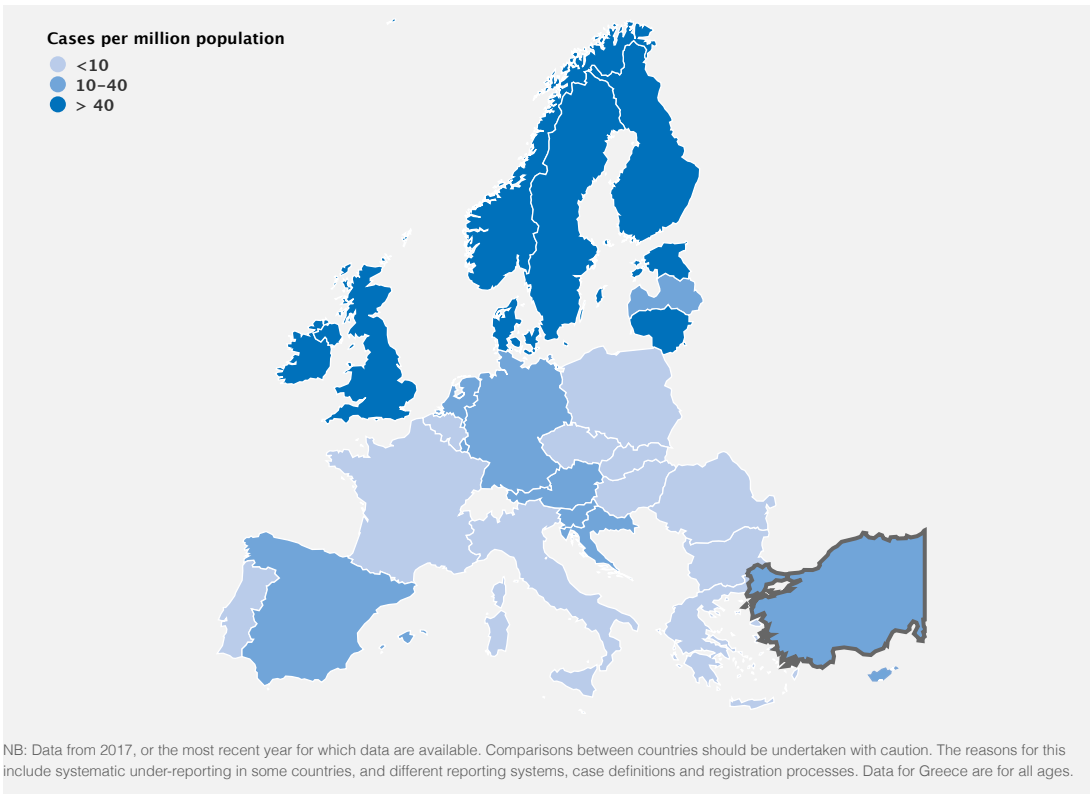 Cases per million population
<10
10–40
> 40
NB: Data from 2017, or the most recent year for which data are available. Comparisons between countries should be undertaken with caution. The reasons for this
include systematic under-reporting in some countries, and different reporting systems, case definitions and registration processes. Data for Greece are for all ages.